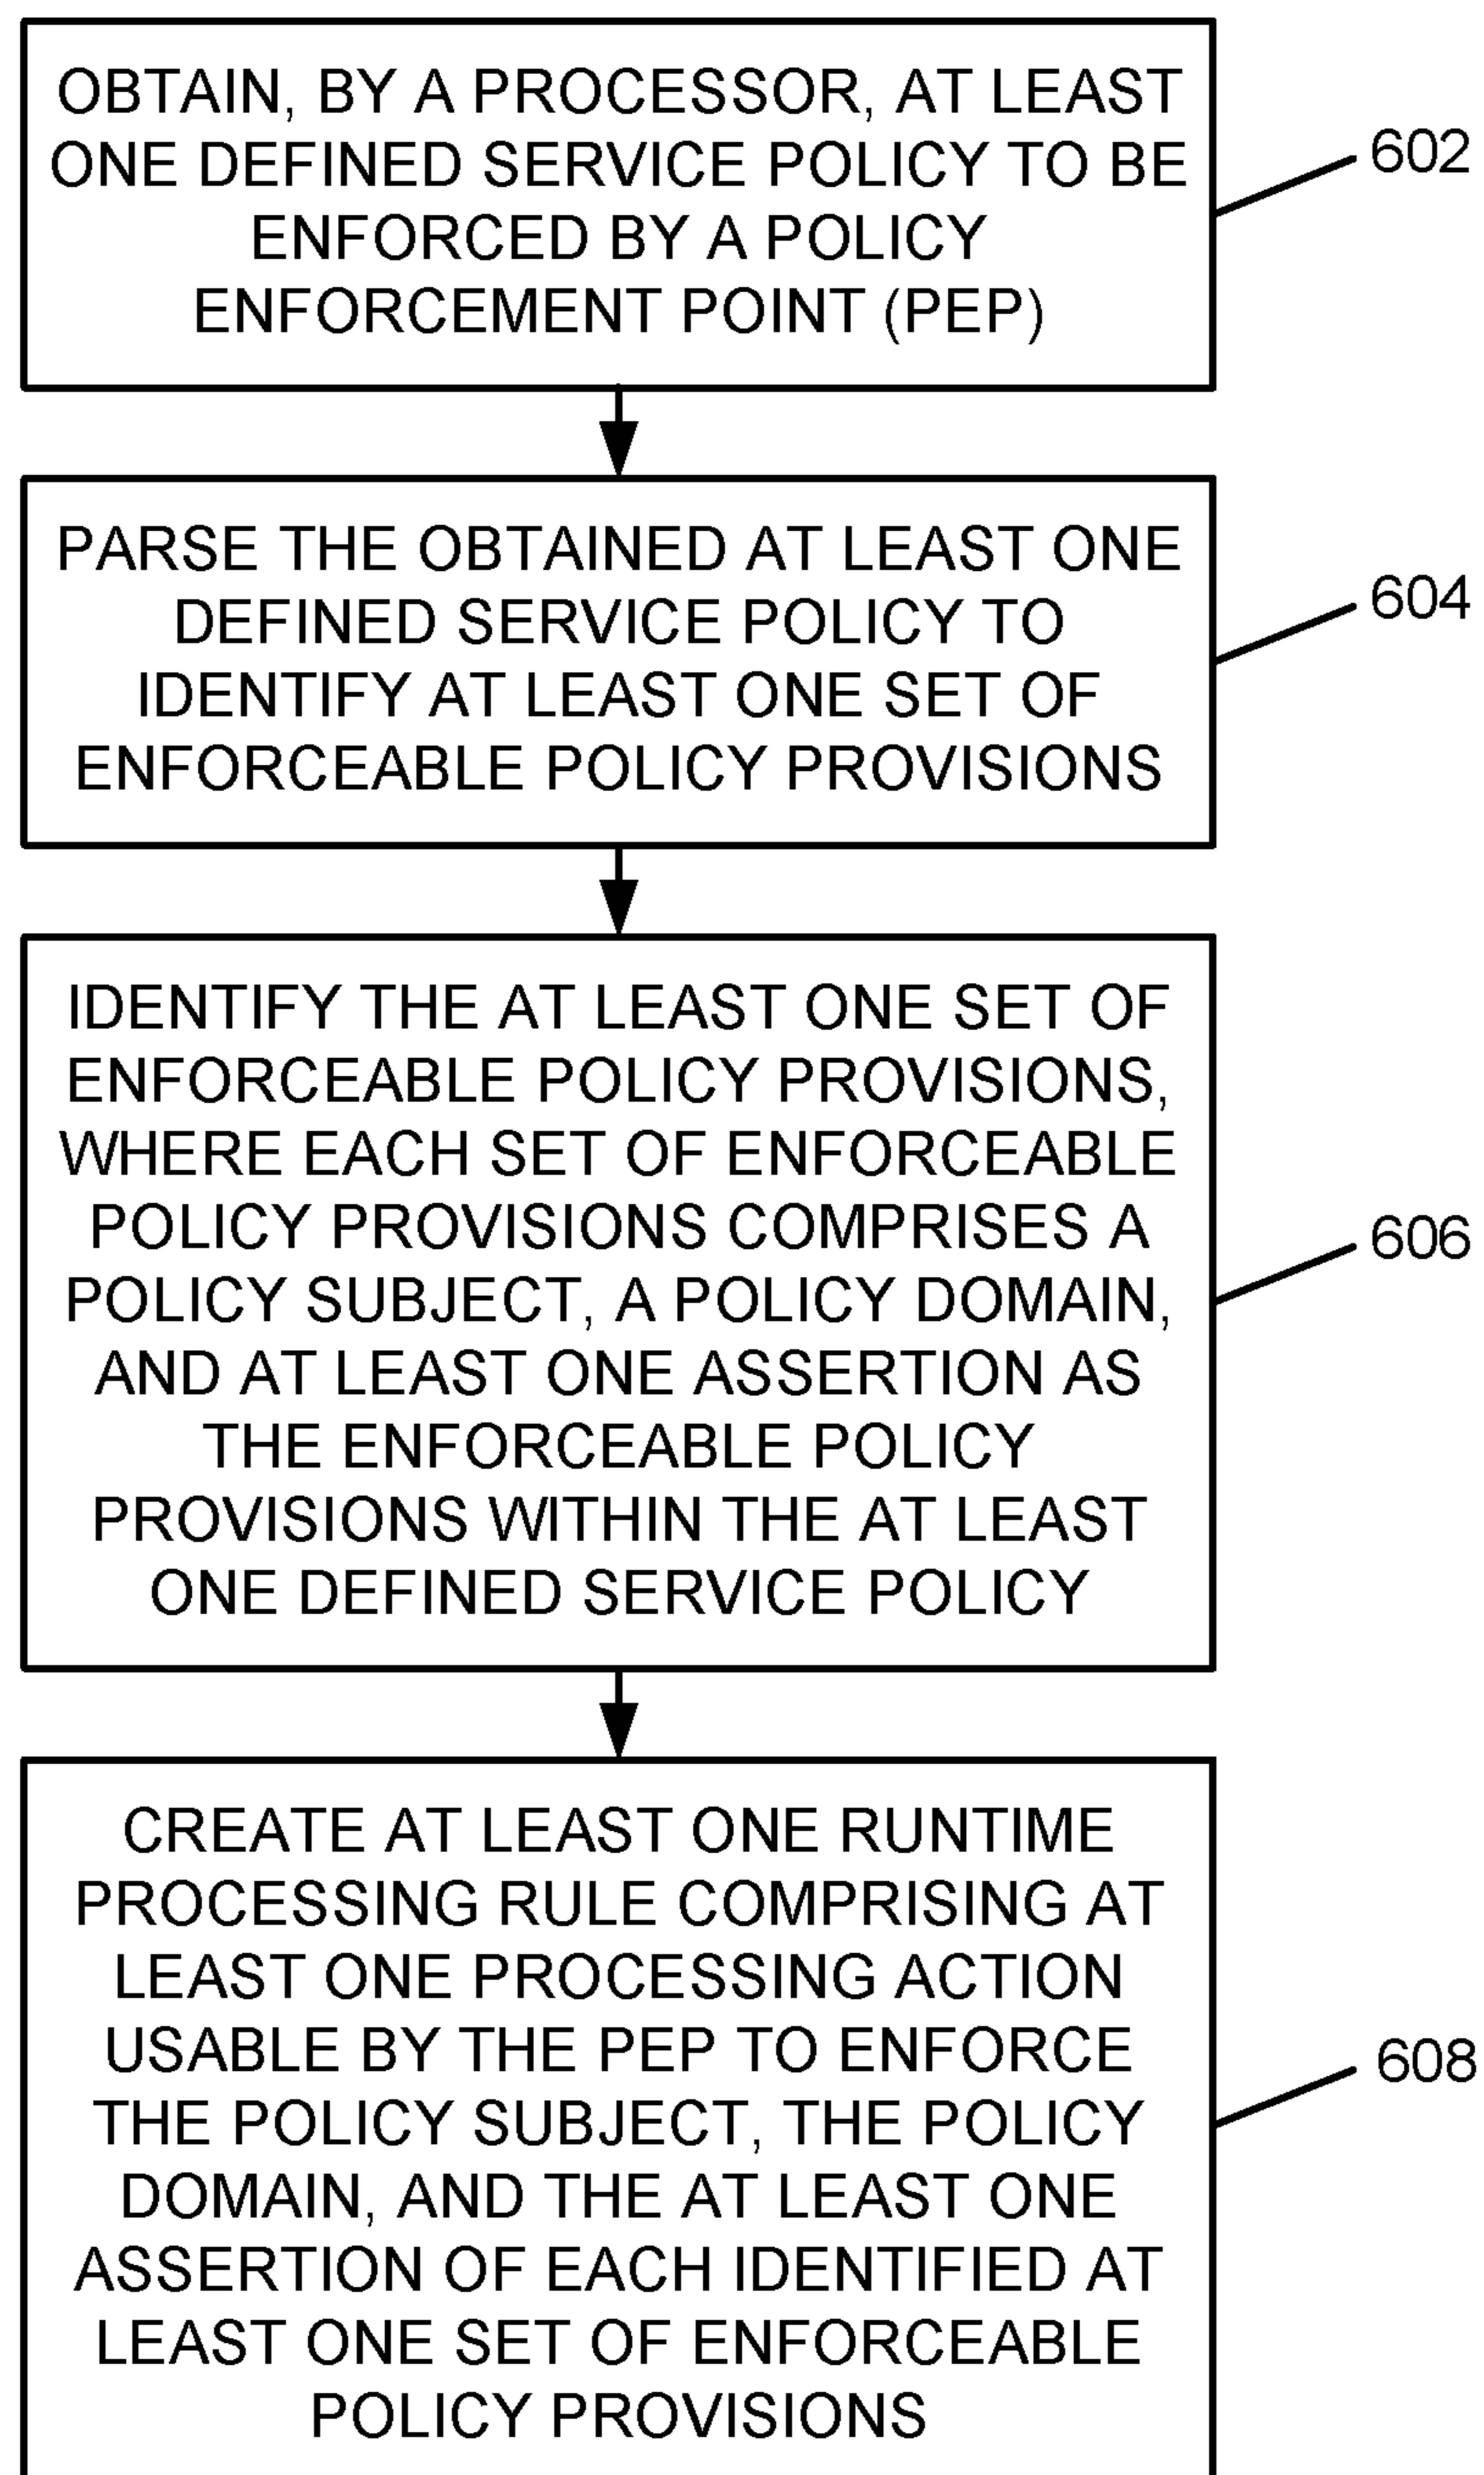 OBTAIN, BY A PROCESSOR, AT LEAST
ONE DEFINED SERVICE POLICY TO BE
ENFORCED BY A POLICY
ENFORCEMENT POINT (PEP)
602
PARSE THE OBTAINED AT LEAST ONE
DEFINED SERVICE POLICY TO
IDENTIFY AT LEAST ONE SET OF
ENFORCEABLE POLICY PROVISIONS
604
IDENTIFY THE AT LEAST ONE SET OF
ENFORCEABLE POLICY PROVISIONS,
WHERE EACH SET OF ENFORCEABLE
POLICY PROVISIONS COMPRISES A
POLICY SUBJECT, A POLICY DOMAIN,
AND AT LEAST ONE ASSERTION AS
THE ENFORCEABLE POLICY
PROVISIONS WITHIN THE AT LEAST
ONE DEFINED SERVICE POLICY
606
CREATE AT LEAST ONE RUNTIME
PROCESSING RULE COMPRISING AT
LEAST ONE PROCESSING ACTION
USABLE BY THE PEP TO ENFORCE
THE POLICY SUBJECT, THE POLICY
DOMAIN, AND THE AT LEAST ONE
ASSERTION OF EACH IDENTIFIED AT
LEAST ONE SET OF ENFORCEABLE
POLICY PROVISIONS
608